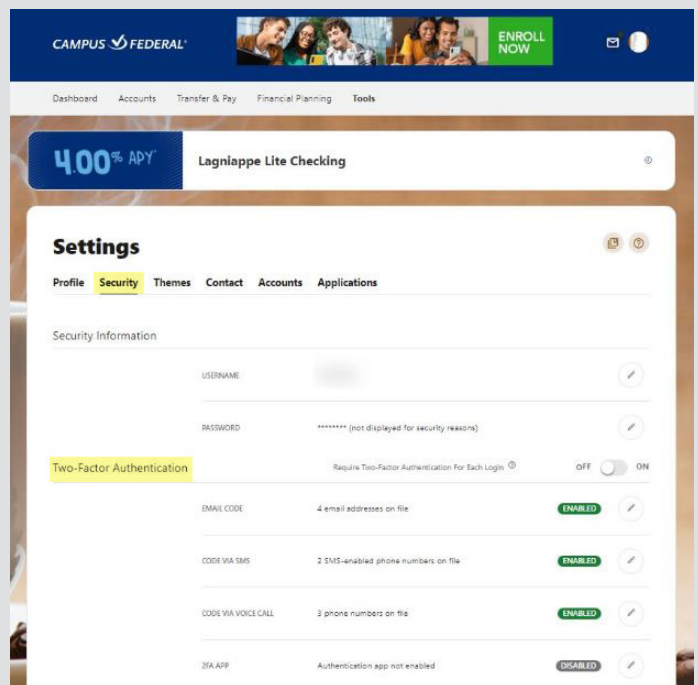 CAMPUS FEDERAL®
ENROLL
NOW
Dashboard Accounts Transfer & Pay Financial Planning Tools
4.00% APY* Lagniappe Lite Checking
Settings
Profile Security Themes Contact Accounts Applications
Security Information
USERNAME
PASSWORD ******** (not displayed for security reasons)
Two-Factor Authentication Require Two-Factor Authentication For Each Login OFF ON
EMAIL CODE 4 email addresses on file ENABLED
CODE VIA SMS 2 SMS-enabled phone numbers on file ENABLED
CODE VIA VOICE CALL 3 phone numbers on file ENABLED
2FA APP Authentication app not enabled DISABLED